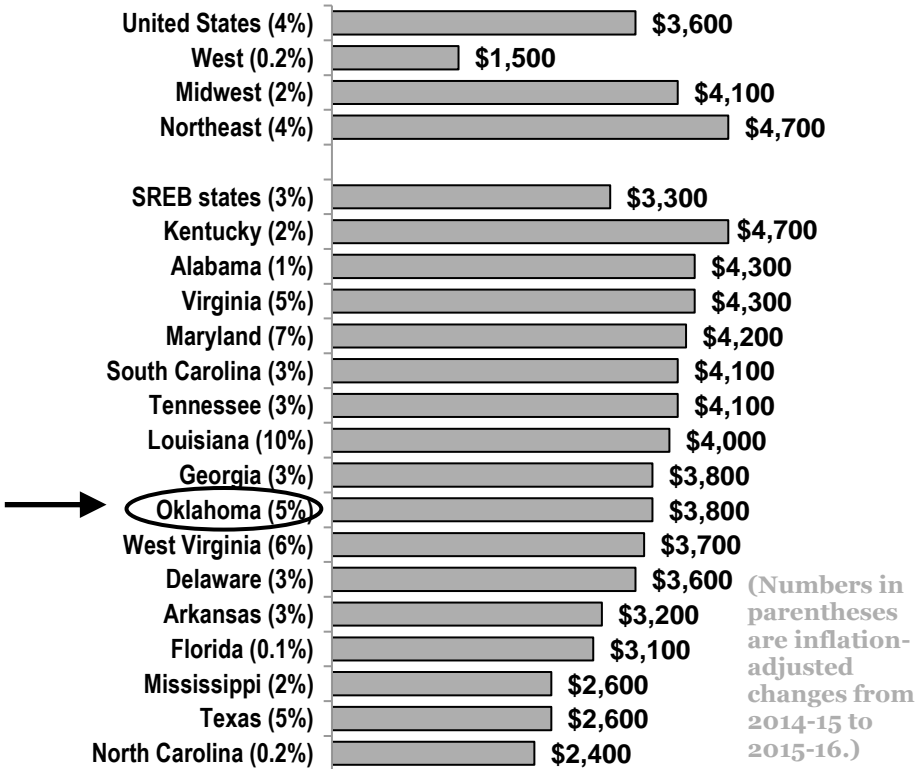 United States (4%) $3,600
West (0.2%) $1,500
Midwest (2%) $4,100
Northeast (4%) $4,700
SREB states (3%) $3,300
Kentucky (2%) $4,700
Alabama (1%) $4,300
Virginia (5%) $4,300
Maryland (7%) $4,200
South Carolina (3%) $4,100
Tennessee (3%) $4,100
Louisiana (10%) $4,000
Georgia (3%) $3,800
Oklahoma (5%) $3,800
West Virginia (6%) $3,700
Delaware (3%) $3,600
Arkansas (3%) $3,200
Florida (0.1%) $3,100
Mississippi (2%) $2,600
Texas (5%) $2,600
North Carolina (0.2%) $2,400
(Numbers in
parentheses
are inflation-
adjusted
changes from
2014-15 to
2015-16.)